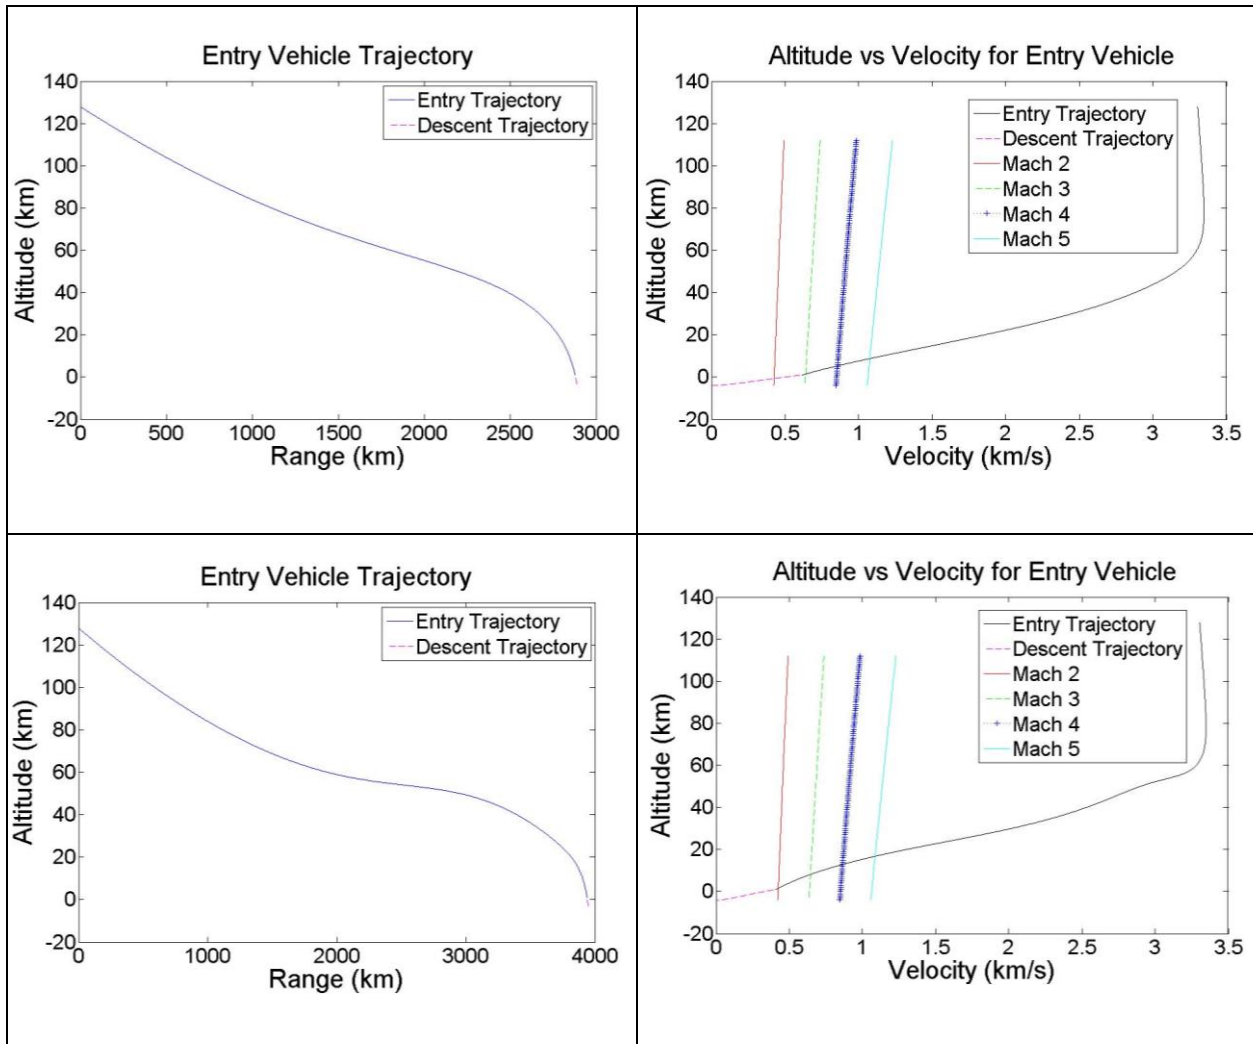 Entry Vehicle Trajectory
140
120
100
80
60
40
20
0
-20
Altitude (km)
Entry Trajectory
Descent Trajectory
0 500 1000 1500 2000 2500 3000
Range (km)
Altitude vs Velocity for Entry Vehicle
140
120
100
80
60
40
20
0
-20
Altitude (km)
Entry Trajectory
Descent Trajectory
Mach 2
Mach 3
Mach 4
Mach 5
0 0.5 1 1.5 2 2.5 3 3.5
Velocity (km/s)
Entry Vehicle Trajectory
140
120
100
80
60
40
20
0
-20
Altitude (km)
Entry Trajectory
Descent Trajectory
0 1000 2000 3000 4000
Range (km)
Altitude vs Velocity for Entry Vehicle
140
120
100
80
60
40
20
0
-20
Altitude (km)
Entry Trajectory
Descent Trajectory
Mach 2
Mach 3
Mach 4
Mach 5
0 0.5 1 1.5 2 2.5 3 3.5
Velocity (km/s)